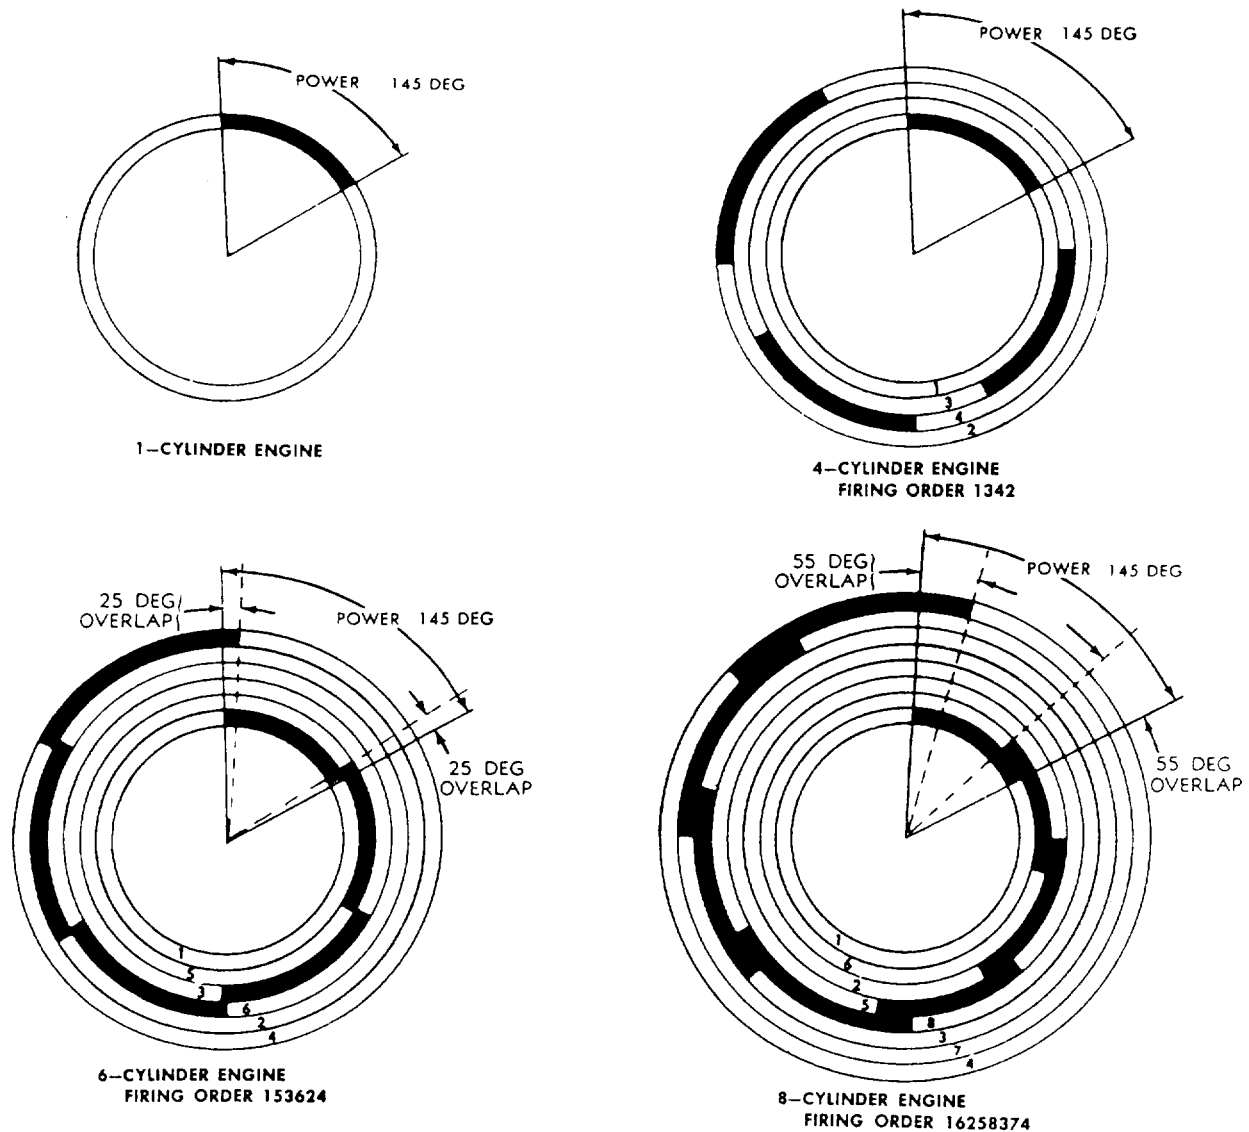 POWER 145 DEG
1–CYLINDER ENGINE
POWER 145 DEG
1
3
4
2
4–CYLINDER ENGINE
FIRING ORDER 1342
25 DEG
OVERLAP
POWER 145 DEG
25 DEG
OVERLAP
1
5
3
6
2
4
6–CYLINDER ENGINE
FIRING ORDER 153624
55 DEG
OVERLAP
POWER 145 DEG
55 DEG
OVERLAP
1
6
2
5
8
3
7
4
8–CYLINDER ENGINE
FIRING ORDER 16258374